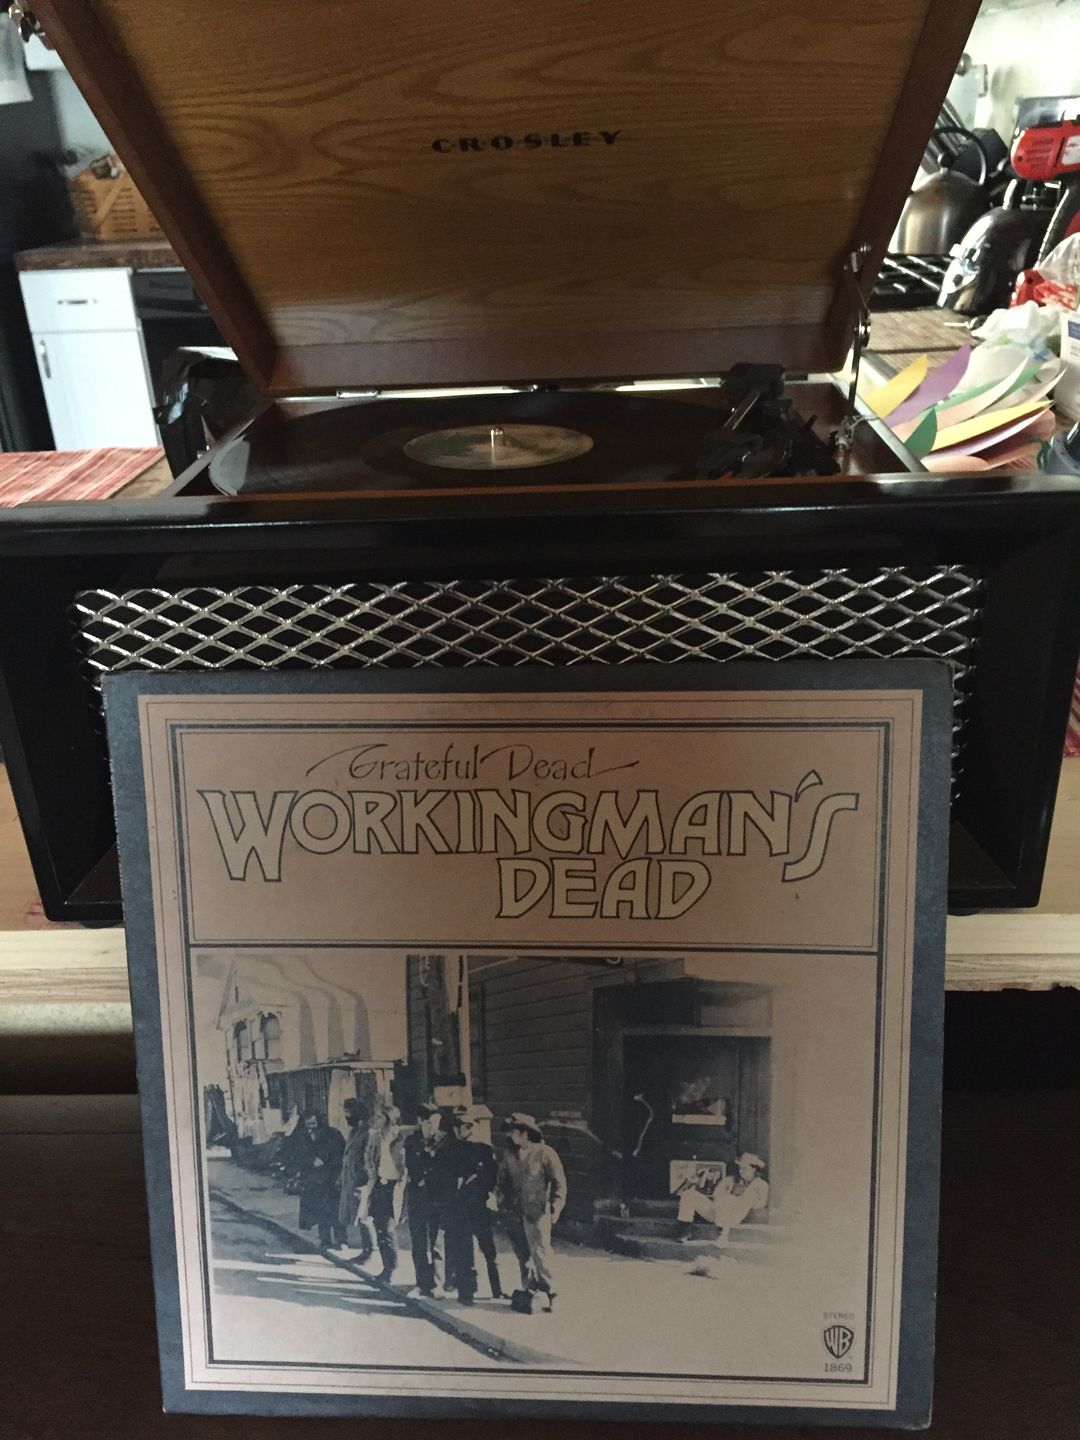 CROSLEY
Grateful Dead
WORKINGMAN'S
DEAD
STEREO
WB
1869